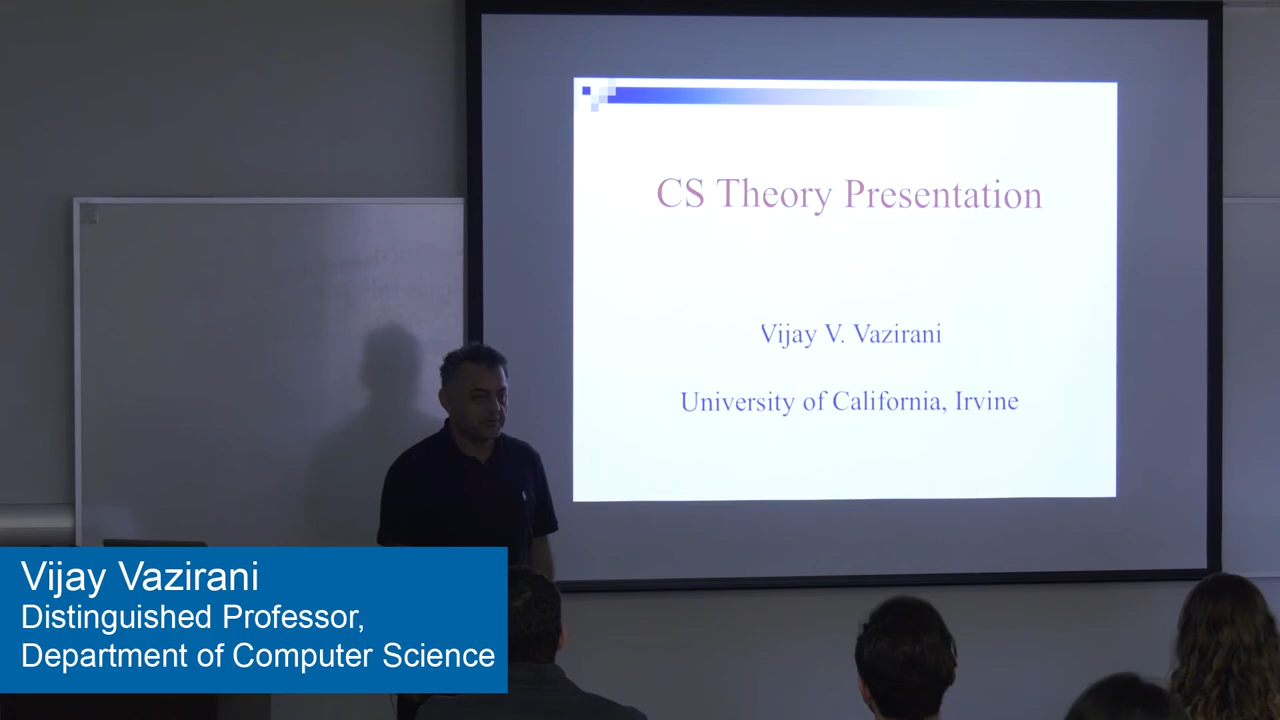 CS Theory Presentation
Vijay V. Vazirani
University of California, Irvine
Vijay Vazirani
Distinguished Professor,
Department of Computer Science